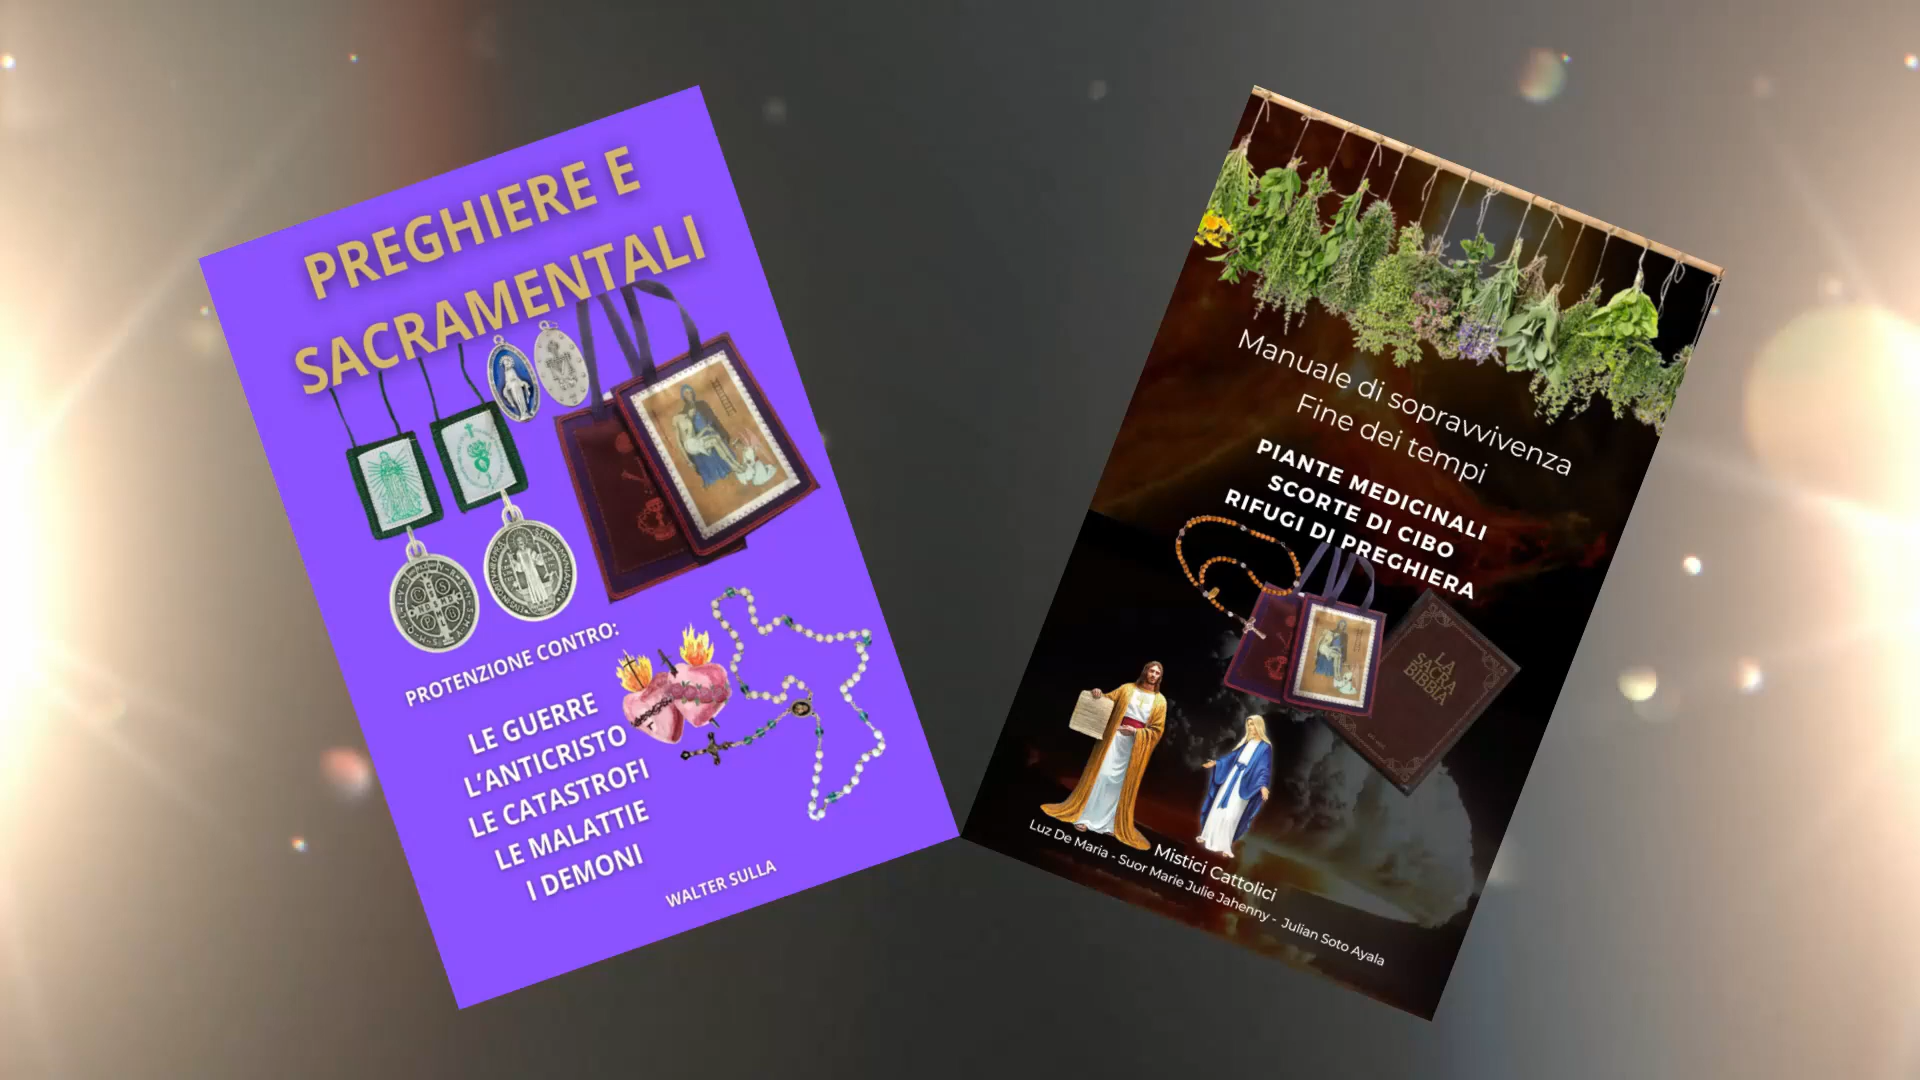 PREGHIERE E
SACRAMENTALI
PROTENZIONE CONTRO:
LE GUERRE
L'ANTICRISTO
LE CATASTROFI
LE MALATTIE
I DEMONI
WALTER SULLA
Manuale di sopravvivenza
Fine dei tempi
PIANTE MEDICINALI
SCORTE DI CIBO
RIFUGI DI PREGHIERA
LA
SACRA
BIBBIA
Mistici Cattolici
Luz De Maria - Suor Marie Julie Jahenny - Julian Soto Ayala